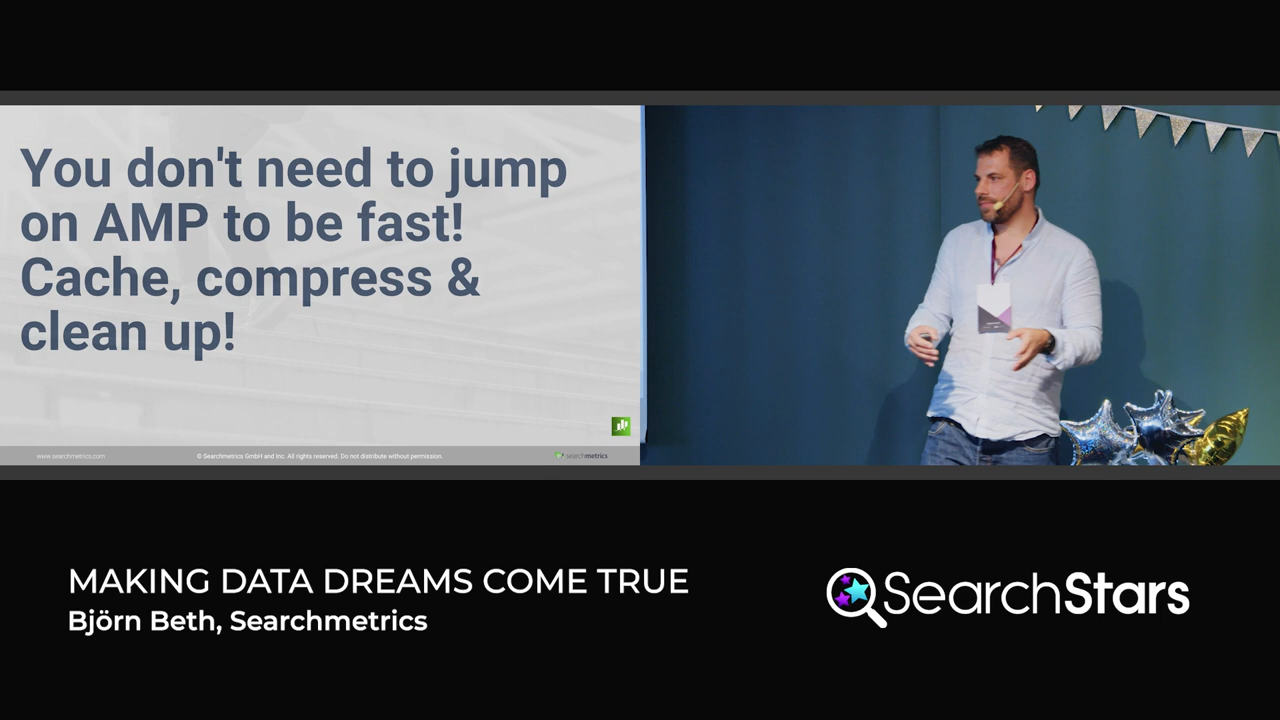 You don't need to jump
on AMP to be fast!
Cache, compress &
clean up!
www.searchmetrics.com
© Searchmetrics GmbH and Inc. All rights reserved. Do not distribute without permission.
searchmetrics
MAKING DATA DREAMS COME TRUE
Björn Beth, Searchmetrics
SearchStars